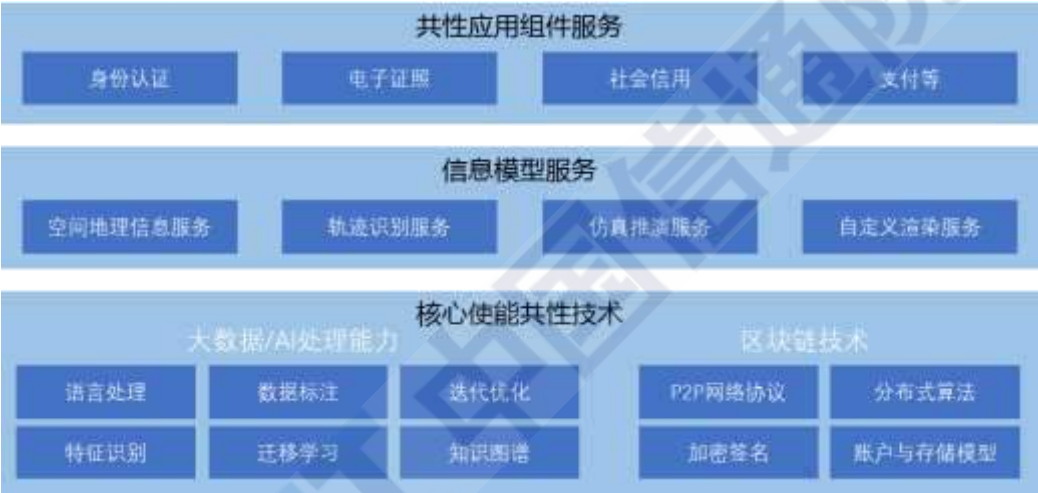 共性应用组件服务
身份认证 电子证照 社会信用 支付等
信息模型服务
空间地理信息服务 轨迹识别服务 仿真推演服务 自定义渲染服务
核心使能共性技术
大数据/AI处理能力 区块链技术
语言处理 数据标注 迭代优化 P2P网络协议 分布式算法
特征识别 迁移学习 知识图谱 加密签名 账户与存储模型
中国信通院